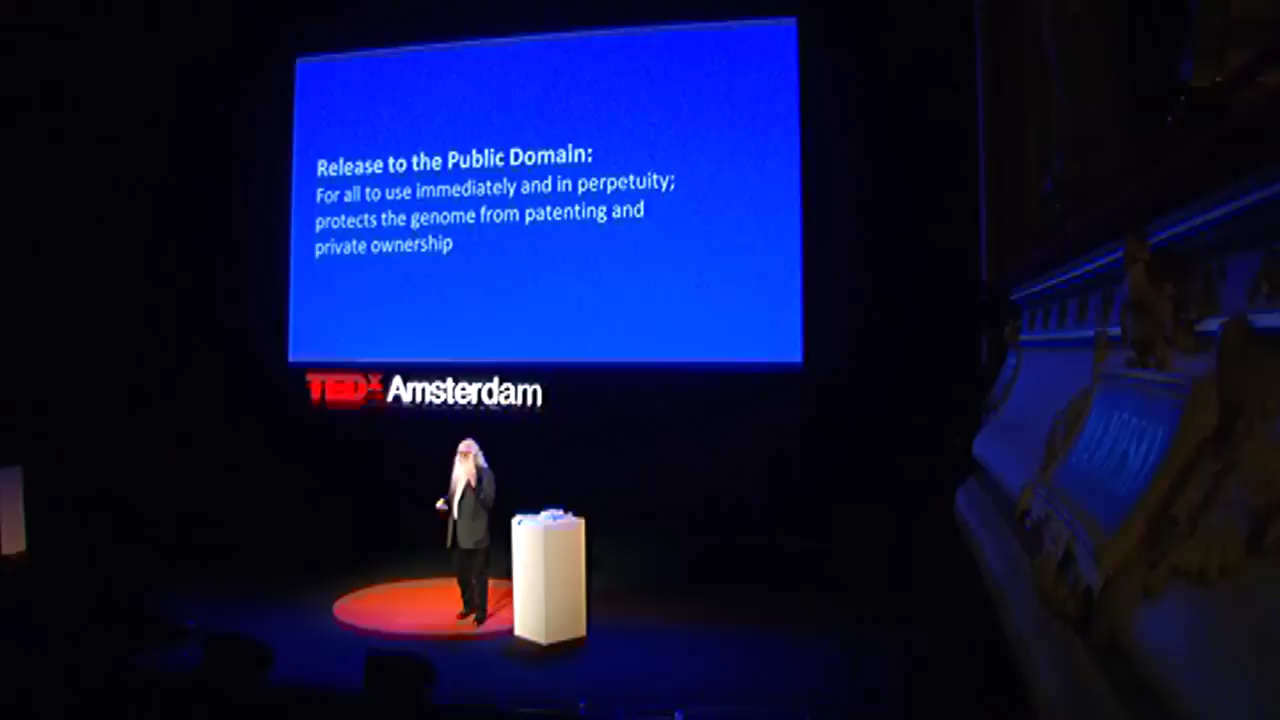 Release to the Public Domain:
For all to use immediately and in perpetuity;
protects the genome from patenting and
private ownership
TEDx Amsterdam